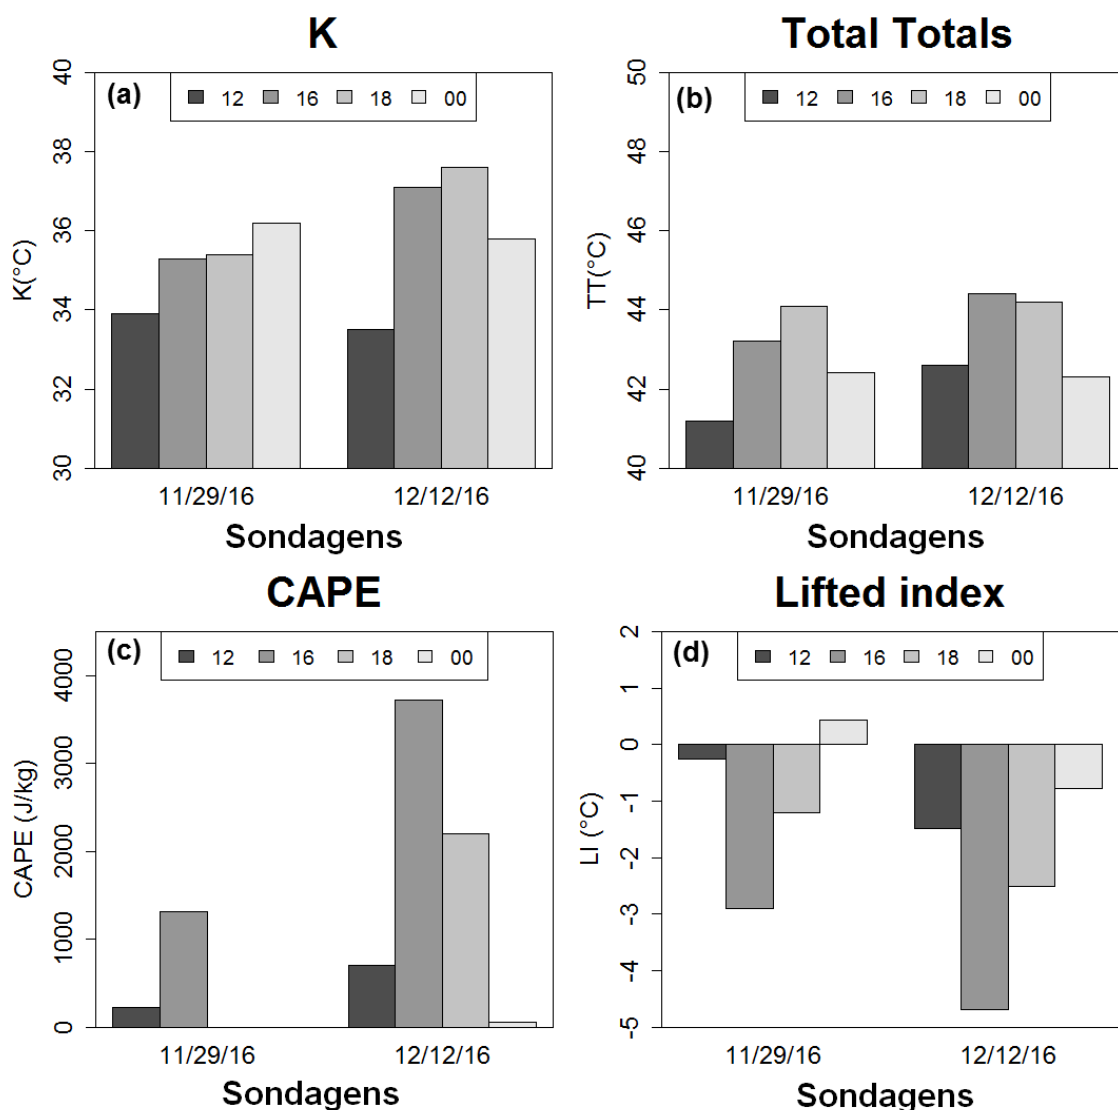 K
(a)
12 16 18 00
40
38
36
34
32
30
K(°C)
11/29/16 12/12/16
Sondagens
Total Totals
(b)
12 16 18 00
50
48
46
44
42
40
TT(°C)
11/29/16 12/12/16
Sondagens
CAPE
(c)
12 16 18 00
4000
3000
2000
1000
0
CAPE (J/kg)
11/29/16 12/12/16
Sondagens
Lifted index
(d)
12 16 18 00
2
1
0
-1
-2
-3
-4
-5
LI (°C)
11/29/16 12/12/16
Sondagens